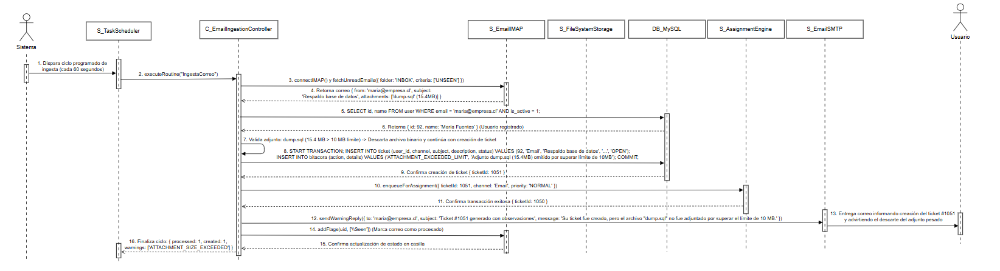 Sistema
S_TaskScheduler
C_EmailIngestionController
S_EmailIMAP
S_FileSystemStorage
DB_MySQL
S_AssignmentEngine
S_EmailSMTP
Usuario
1. Dispara ciclo programado de
ingesta (cada 60 segundos)
2. executeRoutine("IngestaCorreo")
3. connectIMAP() y fetchUnreadEmails({ folder: 'INBOX', criteria: ['UNSEEN'] })
4. Retorna correo { from: 'maria@empresa.cl', subject:
'Respaldo base de datos', attachments: ['dump.sql' (15.4MB)] }
5. SELECT id, name FROM user WHERE email = 'maria@empresa.cl' AND is_active = 1;
6. Retorna { id: 92, name: 'María Fuentes' } (Usuario registrado)
7. Valida adjunto: dump.sql (15.4 MB > 10 MB límite) -> Descarta archivo binario y continúa con creación de ticket
8. START TRANSACTION; INSERT INTO ticket (user_id, channel, subject, description, status) VALUES (92, 'Email', 'Respaldo base de datos', '...', 'OPEN');
INSERT INTO bitacora (action, details) VALUES ('ATTACHMENT_EXCEEDED_LIMIT', 'Adjunto dump.sql (15.4MB) omitido por superar límite de 10MB'); COMMIT;
9. Confirma creación de ticket { ticketId: 1051 }
10. enqueueForAssignment({ ticketId: 1051, channel: 'Email', priority: 'NORMAL' })
11. Confirma transacción exitosa { ticketId: 1050 }
12. sendWarningReply({ to: 'maria@empresa.cl', subject: 'Ticket #1051 generado con observaciones', message: 'Su ticket fue creado, pero el archivo "dump.sql" no fue adjuntado por superar el límite de 10 MB.' })
13. Entrega correo informando creación del ticket #1051
y advirtiendo el descarte del adjunto pesado
14. addFlags(uid, ['\\Seen']) (Marca correo como procesado)
15. Confirma actualización de estado en casilla
16. Finaliza ciclo: { processed: 1, created: 1,
warnings: ['ATTACHMENT_SIZE_EXCEEDED'] }